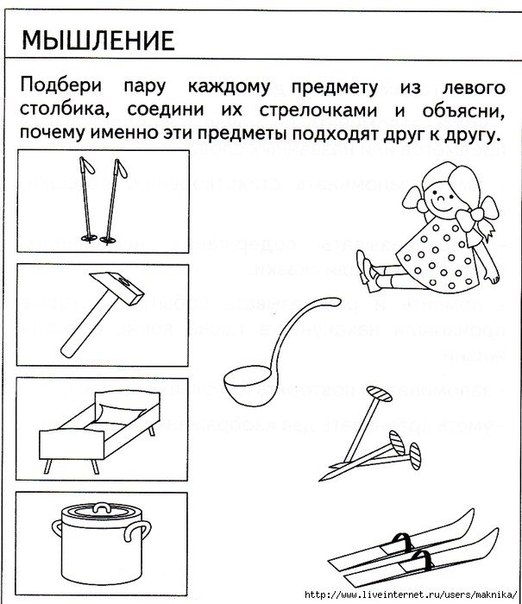 МЫШЛЕНИЕ
Подбери пару каждому предмету из левого
столбика, соедини их стрелочками и объясни,
почему именно эти предметы подходят друг к другу.
http://www.liveinternet.ru/users/maknika/